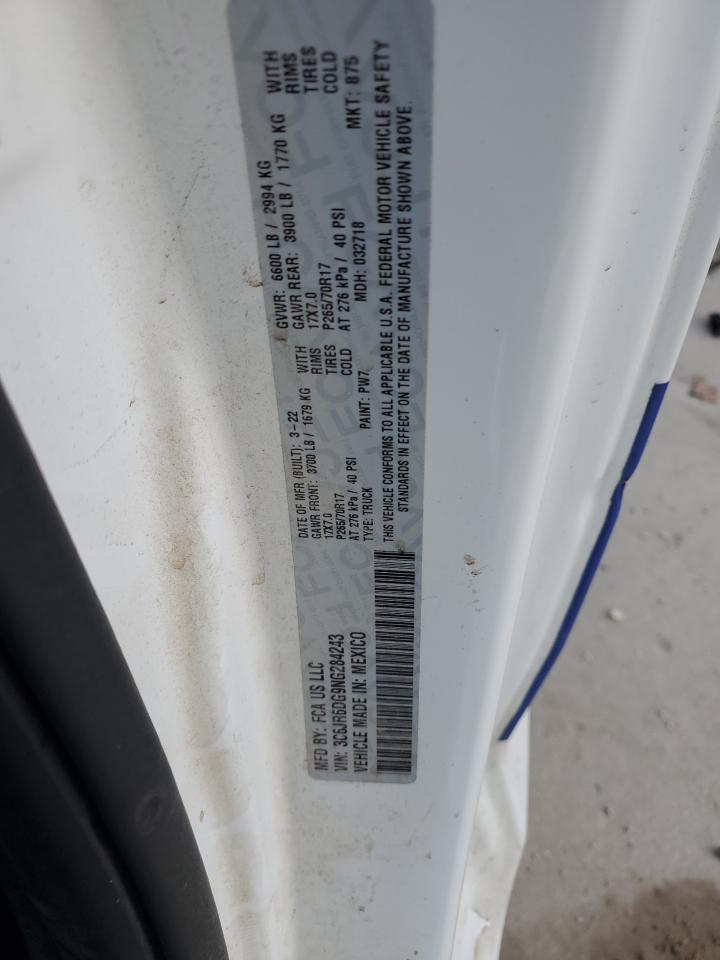 MFD BY: FCA US LLC
DATE OF MFR (BUILT): 3-22
GVWR: 6600 LB / 2994 KG
GAWR FRONT: 3700 LB / 1679 KG WITH
GAWR REAR: 3900 LB / 1770 KG WITH
17X7.0 RIMS
17X7.0 RIMS
P265/70R17 TIRES
P265/70R17 TIRES
AT 276 kPa / 40 PSI COLD
AT 276 kPa / 40 PSI COLD
VIN: 3C6JR6DG9NG284243
TYPE: TRUCK PAINT: PW7 MDH: 032718 MKT: 875
VEHICLE MADE IN: MEXICO
THIS VEHICLE CONFORMS TO ALL APPLICABLE U.S.A. FEDERAL MOTOR VEHICLE SAFETY
STANDARDS IN EFFECT ON THE DATE OF MANUFACTURE SHOWN ABOVE.